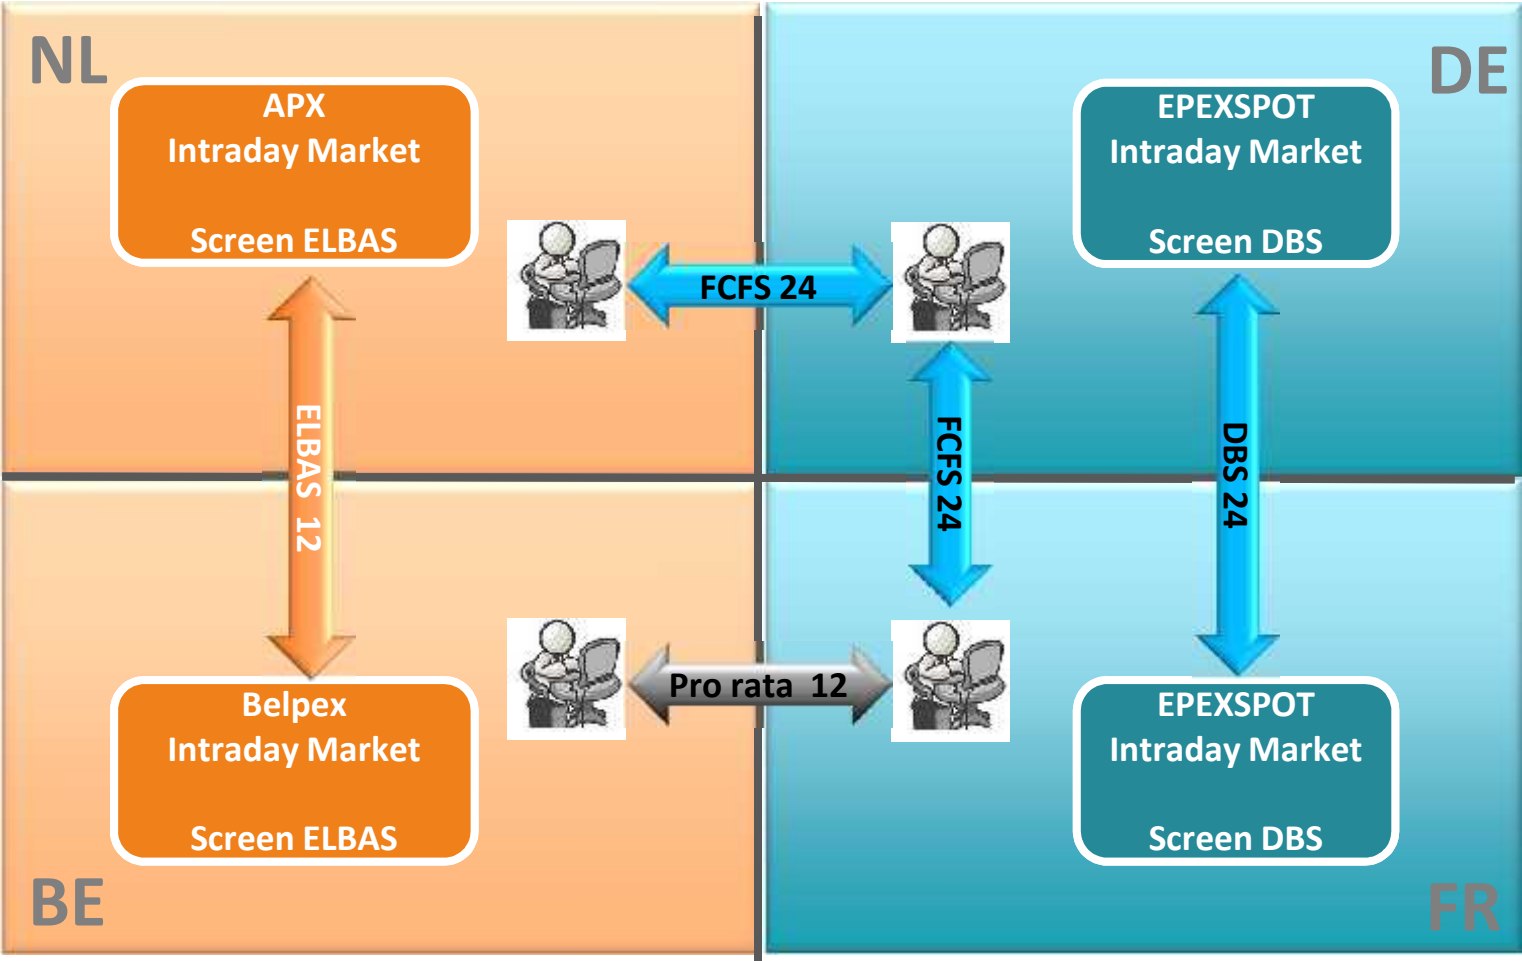 NL
APX
Intraday Market
Screen ELBAS
DE
EPEXSPOT
Intraday Market
Screen DBS
FCFS 24
ELBAS 12
FCFS 24
DBS 24
Pro rata 12
Belpex
Intraday Market
Screen ELBAS
BE
EPEXSPOT
Intraday Market
Screen DBS
FR